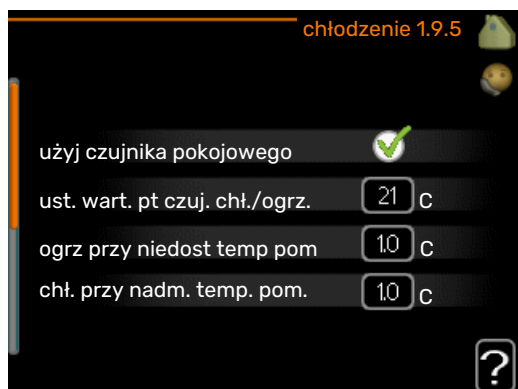 chłodzenie 1.9.5
użyj czujnika pokojowego
ust. wart. pt czuj. chł./ogrz. 21 C
ogrz przy niedost temp pom 1.0 C
chł. przy nadm. temp. pom. 1.0 C
?